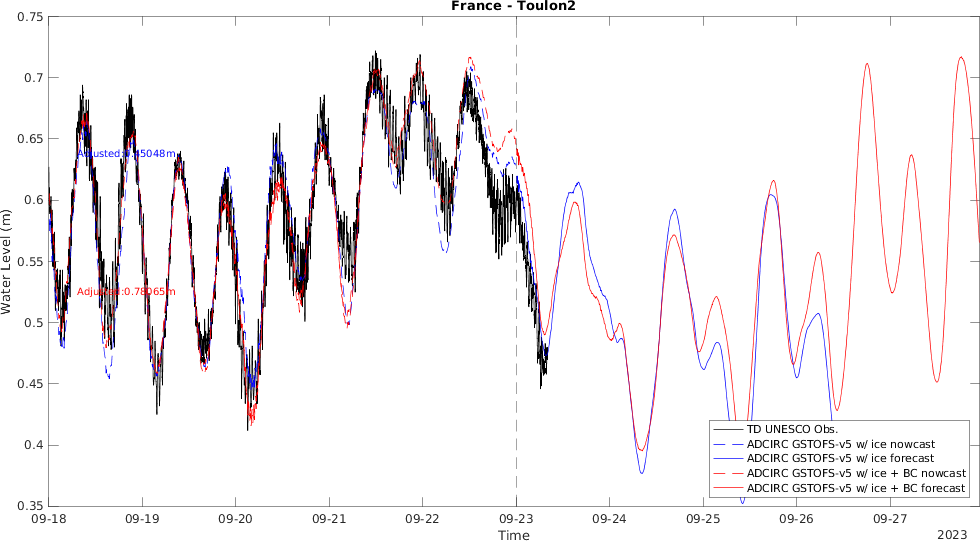 France - Toulon2
Water Level (m)
0.75
0.7
0.65
0.6
0.55
0.5
0.45
0.4
0.35
Adjusted:0.45048m
Adjusted:0.78065m
TD UNESCO Obs.
ADCIRC GSTOFS-v5 w/ ice nowcast
ADCIRC GSTOFS-v5 w/ ice forecast
ADCIRC GSTOFS-v5 w/ ice + BC nowcast
ADCIRC GSTOFS-v5 w/ ice + BC forecast
09-18 09-19 09-20 09-21 09-22 09-23 09-24 09-25 09-26 09-27
Time
2023